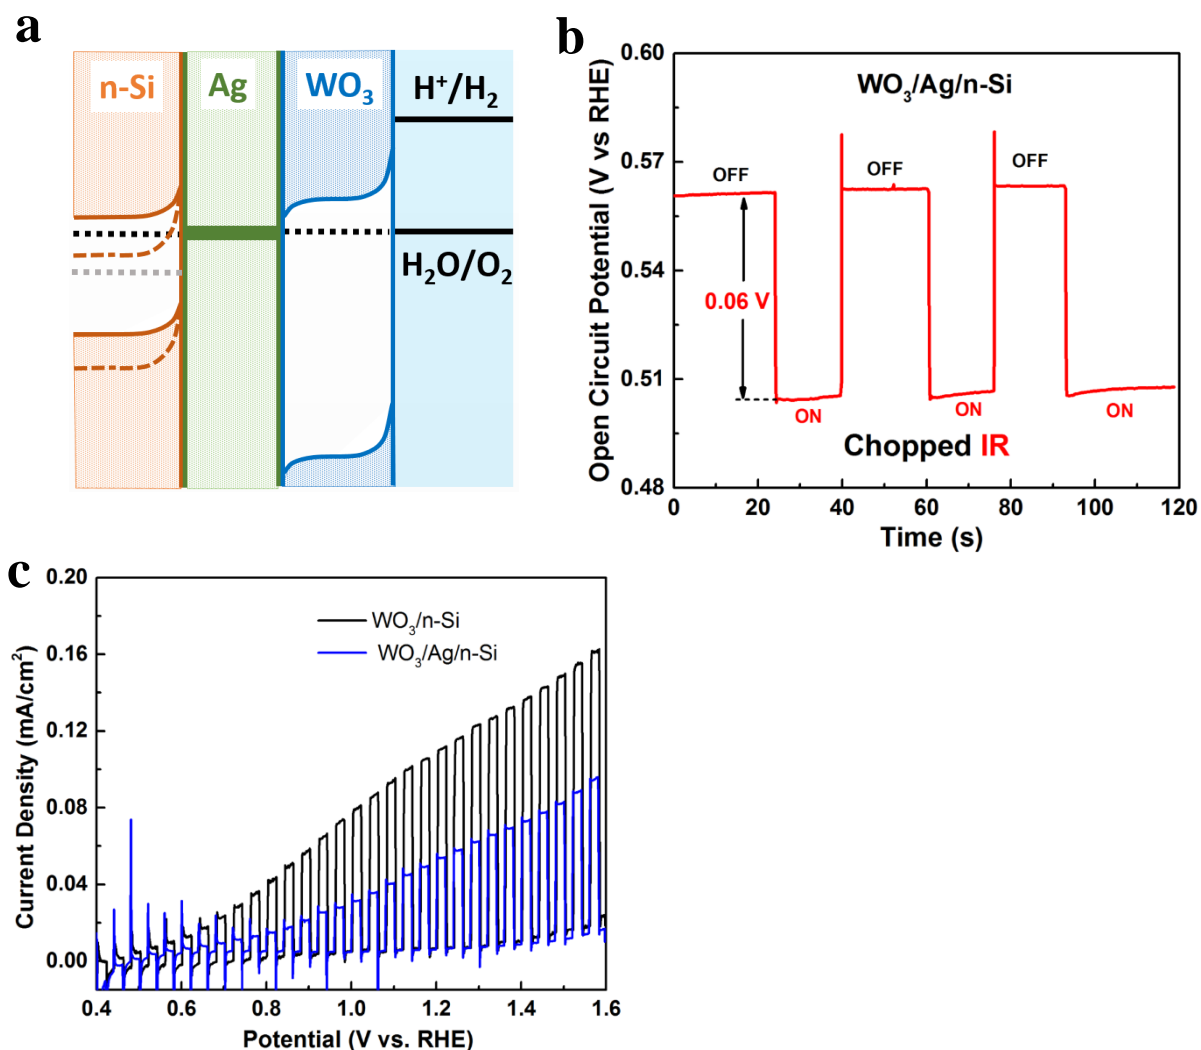 a
n-Si
Ag
WO₃
H⁺/H₂
H₂O/O₂
b
Open Circuit Potential (V vs RHE)
0.60
0.57
0.54
0.51
0.48
WO₃/Ag/n-Si
OFF
OFF
OFF
0.06 V
ON
ON
ON
Chopped IR
0
20
40
60
80
100
120
Time (s)
c
Current Density (mA/cm²)
0.20
0.16
0.12
0.08
0.04
0.00
WO₃/n-Si
WO₃/Ag/n-Si
0.4
0.6
0.8
1.0
1.2
1.4
1.6
Potential (V vs. RHE)